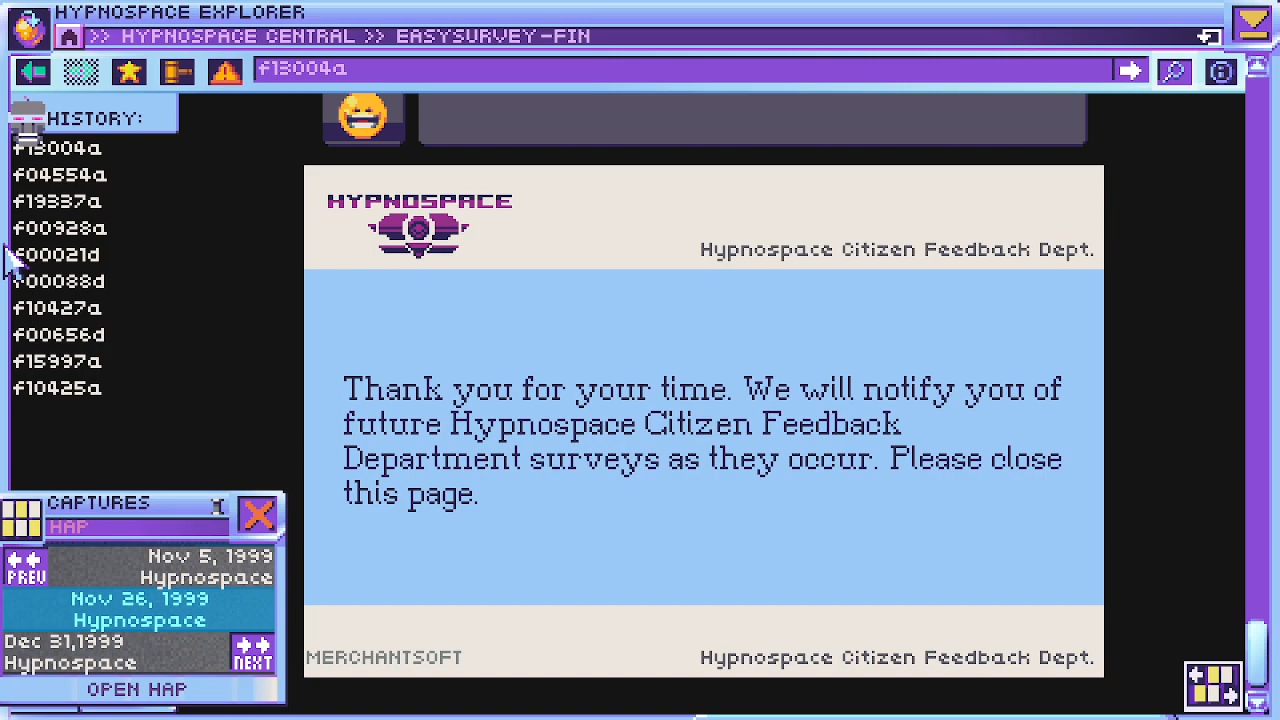 HYPNOSPACE EXPLORER
>> HYPNOSPACE CENTRAL >> EASYSURVEY-FIN
f13004a
HISTORY:
f13004a
f04554a
f19337a
f00928a
f00021d
f00088d
f10427a
f00656d
f15997a
f10425a
HYPNOSPACE
Hypnospace Citizen Feedback Dept.
Thank you for your time. We will notify you of
future Hypnospace Citizen Feedback
Department surveys as they occur. Please close
this page.
MERCHANTSOFT
Hypnospace Citizen Feedback Dept.
CAPTURES
HAP
PREV
Nov 5, 1999
Hypnospace
Nov 26, 1999
Hypnospace
Dec 31,1999
Hypnospace
NEXT
OPEN HAP